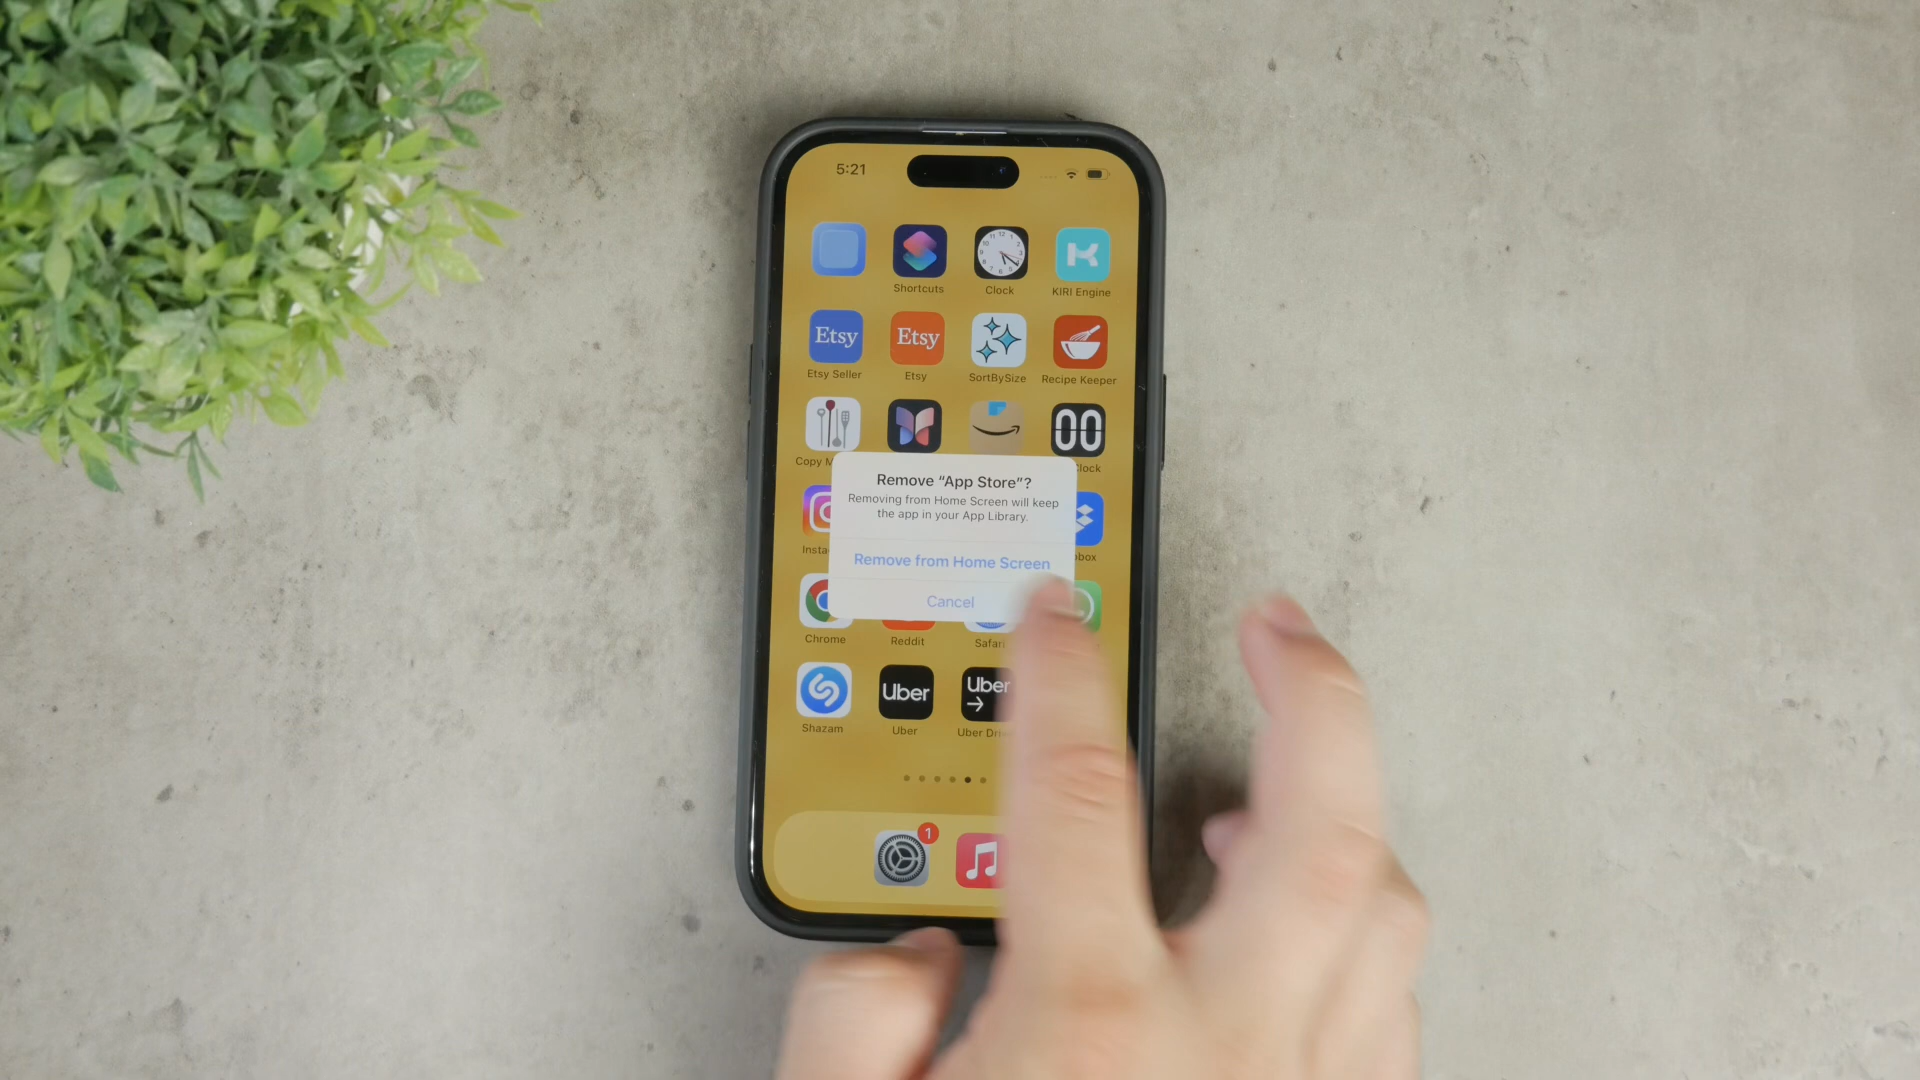 5:21
Shortcuts
Clock
KIRI Engine
Etsy
Etsy
Etsy Seller
Etsy
SortBySize
Recipe Keeper
00
Copy
Remove “App Store”?
Removing from Home Screen will keep
the app in your App Library.
Remove from Home Screen
Cancel
Chrome
Reddit
Safari
Uber
Uber
Shazam
Uber
Uber
1